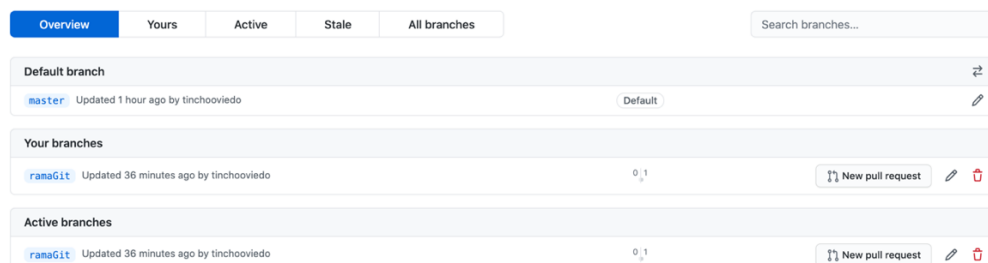 Overview Yours Active Stale All branches Search branches...
Default branch
master Updated 1 hour ago by tinchooviedo Default
Your branches
ramaGit Updated 36 minutes ago by tinchooviedo 0 1 New pull request
Active branches
ramaGit Updated 36 minutes ago by tinchooviedo 0 1 New pull request